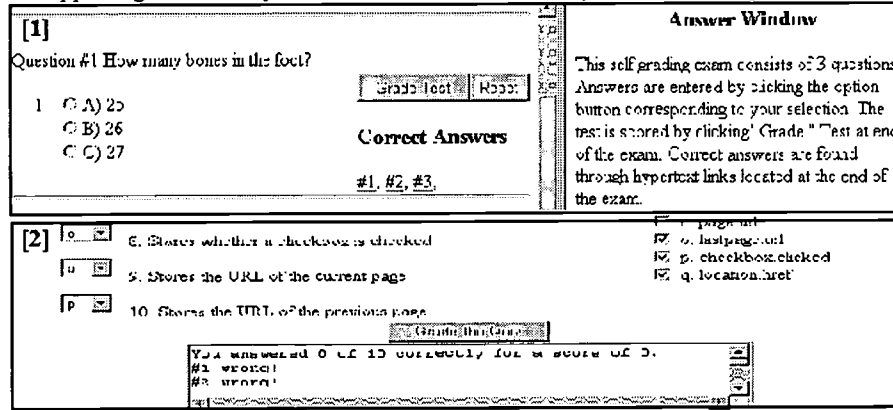 [1]
Question #1 How many bones in the foot?
1 A) 25
B) 26
C) 27
Grade Test Reset
Correct Answers
#1, #2, #3,
Answer Window
This self grading exam consists of 3 questions
Answers are entered by clicking the option
button corresponding to your selection. The
test is scored by clicking" Grade " Test at end
of the exam. Correct answers are found
through hypertext links located at the end of
the exam.
[2]
o
Stores whether a checkbox is checked
u
9. Stores the URL of the current page
p
10. Stores the URL of the previous page
page.url
o. lastpage.url
p. checkbox.clicked
q. location.href
You answered 0 of 10 correctly for a score of 0.
#1 wrong!
wrong!